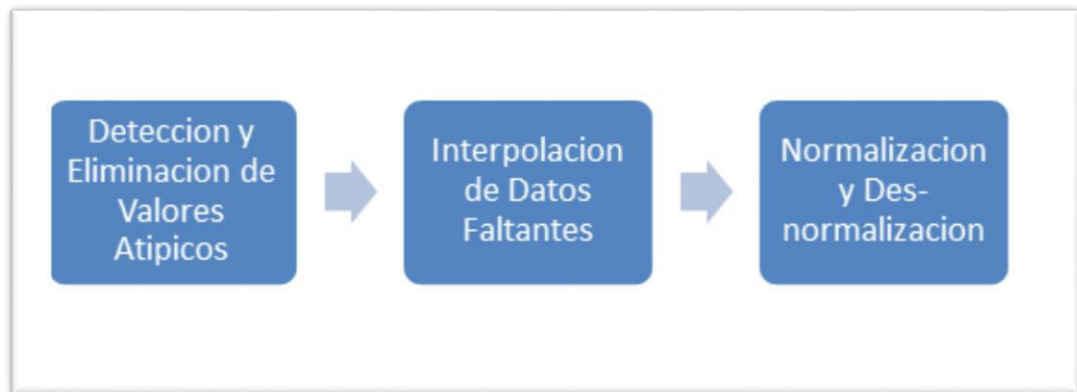 Deteccion y
Eliminacion de
Valores
Atipicos
Interpolacion
de Datos
Faltantes
Normalizacion
y Des-
normalizacion